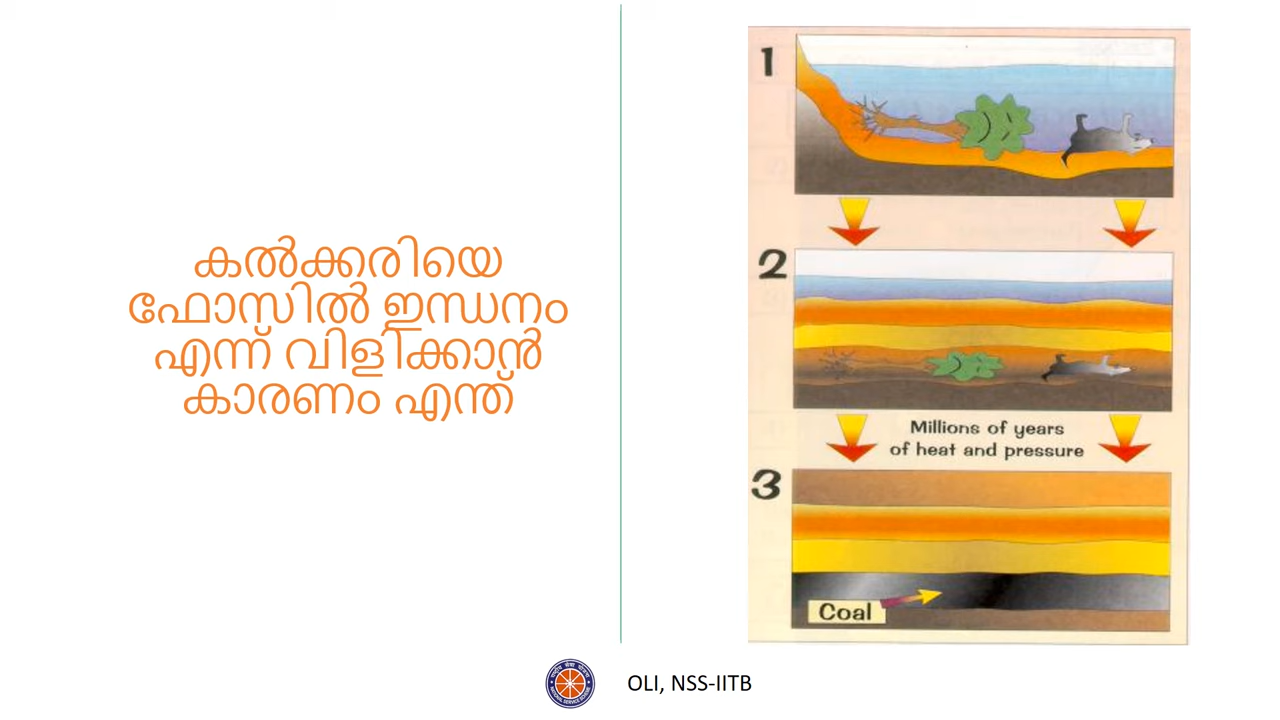 കൽക്കരിയെ
ഫോസിൽ ഇന്ധനം
എന്ന് വിളിക്കാൻ
കാരണം എന്ത്
1
2
Millions of years
of heat and pressure
3
Coal
OLI, NSS-IITB